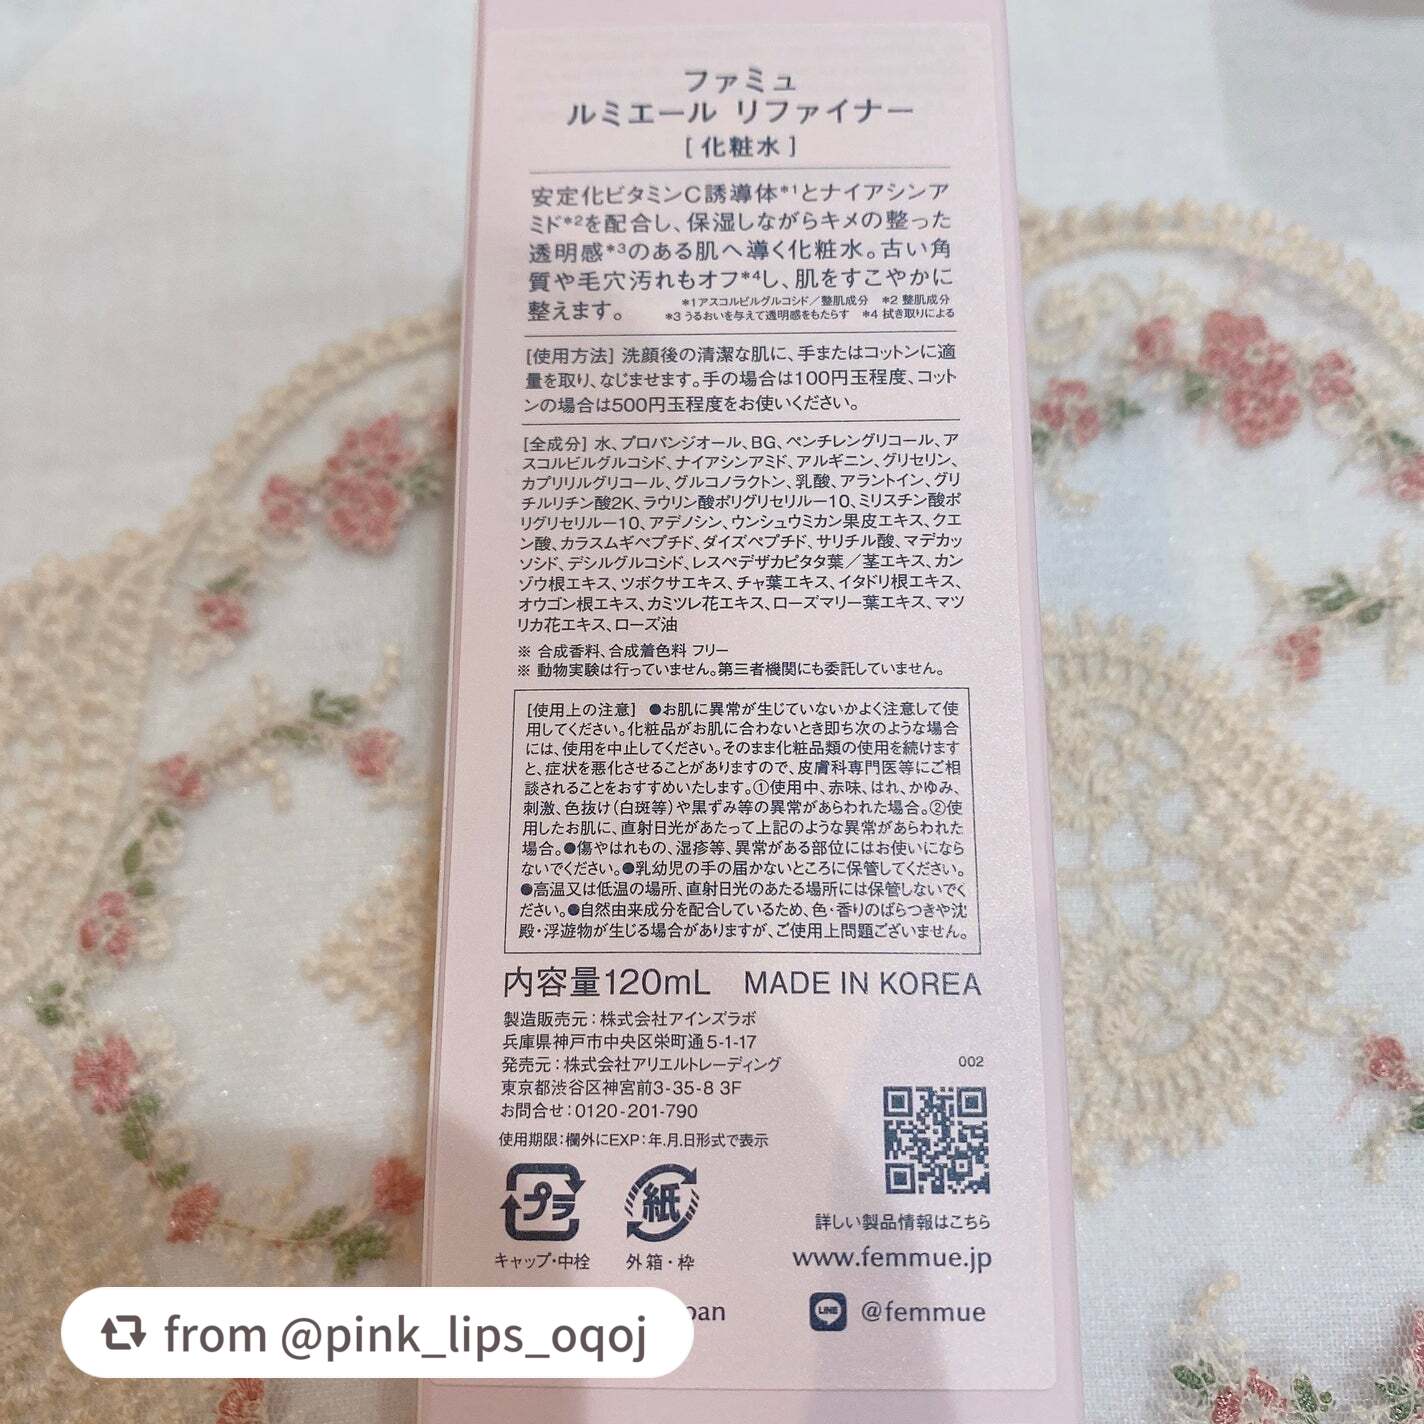 ファミュ
ルミエール リファイナー
[ 化粧水 ]
安定化ビタミンC誘導体*1とナイアシンア
ミド*2を配合し、保湿しながらキメの整った
透明感*3のある肌へ導く化粧水。古い角
質や毛穴汚れもオフ*4し、肌をすこやかに
整えます。
*1アスコルビルグルコシド／整肌成分 *2 整肌成分
*3 うるおいを与えて透明感をもたらす *4 拭き取りによる
[使用方法] 洗顔後の清潔な肌に、手またはコットンに適
量を取り、なじませます。手の場合は100円玉程度、コット
ンの場合は500円玉程度をお使いください。
[全成分] 水、プロパンジオール、BG、ペンチレングリコール、ア
スコルビルグルコシド、ナイアシンアミド、アルギニン、グリセリン、
カプリリルグリコール、グルコノラクトン、乳酸、アラントイン、グリ
チルリチン酸2K、ラウリン酸ポリグリセリルー10、ミリスチン酸ポ
リグリセリルー10、アデノシン、ウンシュウミカン果皮エキス、クエ
ン酸、カラスムギペプチド、ダイズペプチド、サリチル酸、マデカッ
ソシド、デシルグルコシド、レスペデザカピタタ葉／茎エキス、カン
ゾウ根エキス、ツボクサエキス、チャ葉エキス、イタドリ根エキス、
オウゴン根エキス、カミツレ花エキス、ローズマリー葉エキス、マツ
リカ花エキス、ローズ油
※ 合成香料、合成着色料 フリー
※ 動物実験は行っていません。第三者機関にも委託していません。
[使用上の注意] ●お肌に異常が生じていないかよく注意して使
用してください。化粧品がお肌に合わないとき即ち次のような場合
には、使用を中止してください。そのまま化粧品類の使用を続けます
と、症状を悪化させることがありますので、皮膚科専門医等にご相
談されることをおすすめいたします。①使用中、赤味、はれ、かゆみ、
刺激、色抜け(白斑等)や黒ずみ等の異常があらわれた場合。②使
用したお肌に、直射日光があたって上記のような異常があらわれた
場合。●傷やはれもの、湿疹等、異常がある部位にはお使いになら
ないでください。●乳幼児の手の届かないところに保管してください。
●高温又は低温の場所、直射日光のあたる場所には保管しないでく
ださい。●自然由来成分を配合しているため、色・香りのばらつきや沈
殿・浮遊物が生じる場合がありますが、ご使用上問題ございません。
内容量120mL MADE IN KOREA
製造販売元：株式会社アインズラボ
兵庫県神戸市中央区栄町通5-1-17
発売元：株式会社アリエルトレーディング
東京都渋谷区神宮前3-35-8 3F
お問合せ：0120-201-790
使用期限：欄外にEXP：年.月.日形式で表示
002
プラ
紙
キャップ・中栓 外箱・枠
詳しい製品情報はこちら
www.femmue.jp
pan
LINE @femmue
from @pink_lips_oqoj